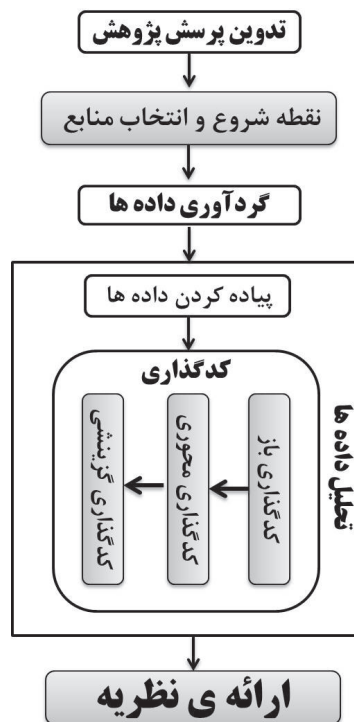 تدوین پرسش پژوهش
نقطه شروع و انتخاب منابع
گردآوری داده ها
پیاده کردن داده ها
کدگذاری
کدگذاری باز
کدگذاری محوری
کدگذاری گزینشی
تحلیل داده ها
ارائه ی نظریه